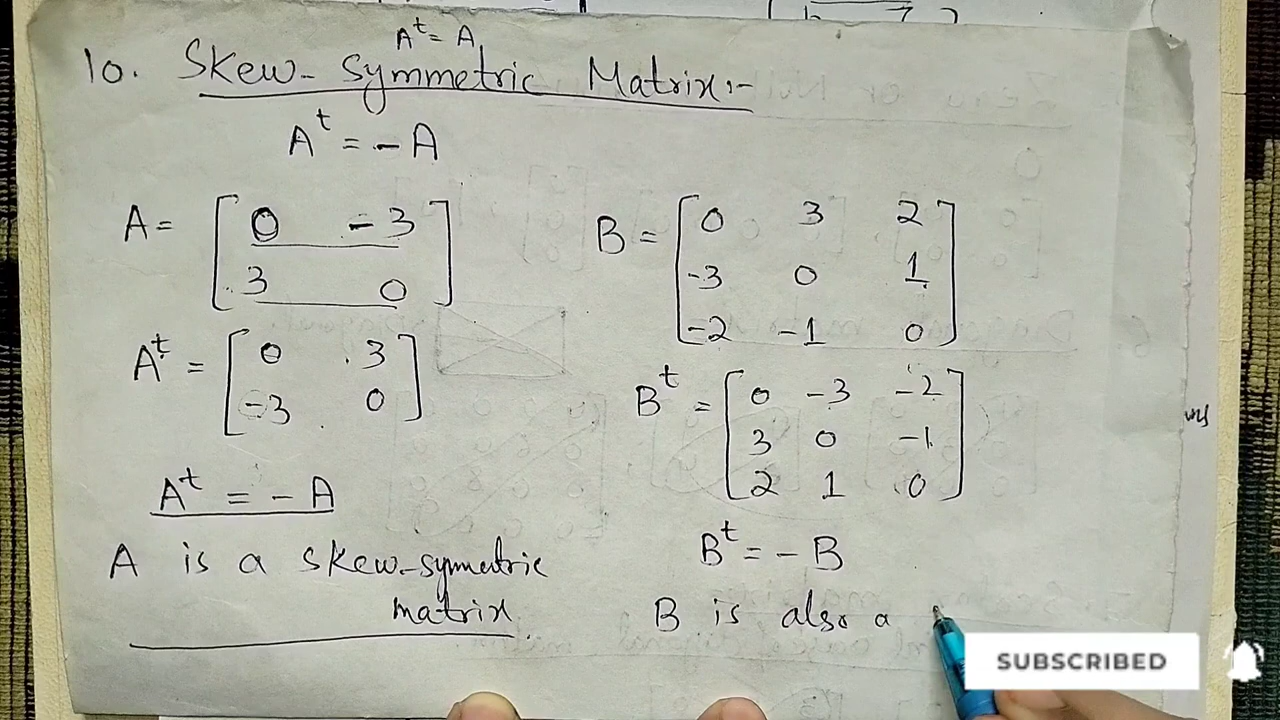 Aᵗ = A
10. Skew-Symmetric Matrix:-
Aᵗ = -A
A = [ 0 -3
3 0 ]
Aᵗ = [ 0 3
-3 0 ]
Aᵗ = -A
A is a skew-symetric
matrix.
B = [ 0 3 2
-3 0 1
-2 -1 0 ]
Bᵗ = [ 0 -3 -2
3 0 -1
2 1 0 ]
Bᵗ = -B
B is also a
SUBSCRIBED